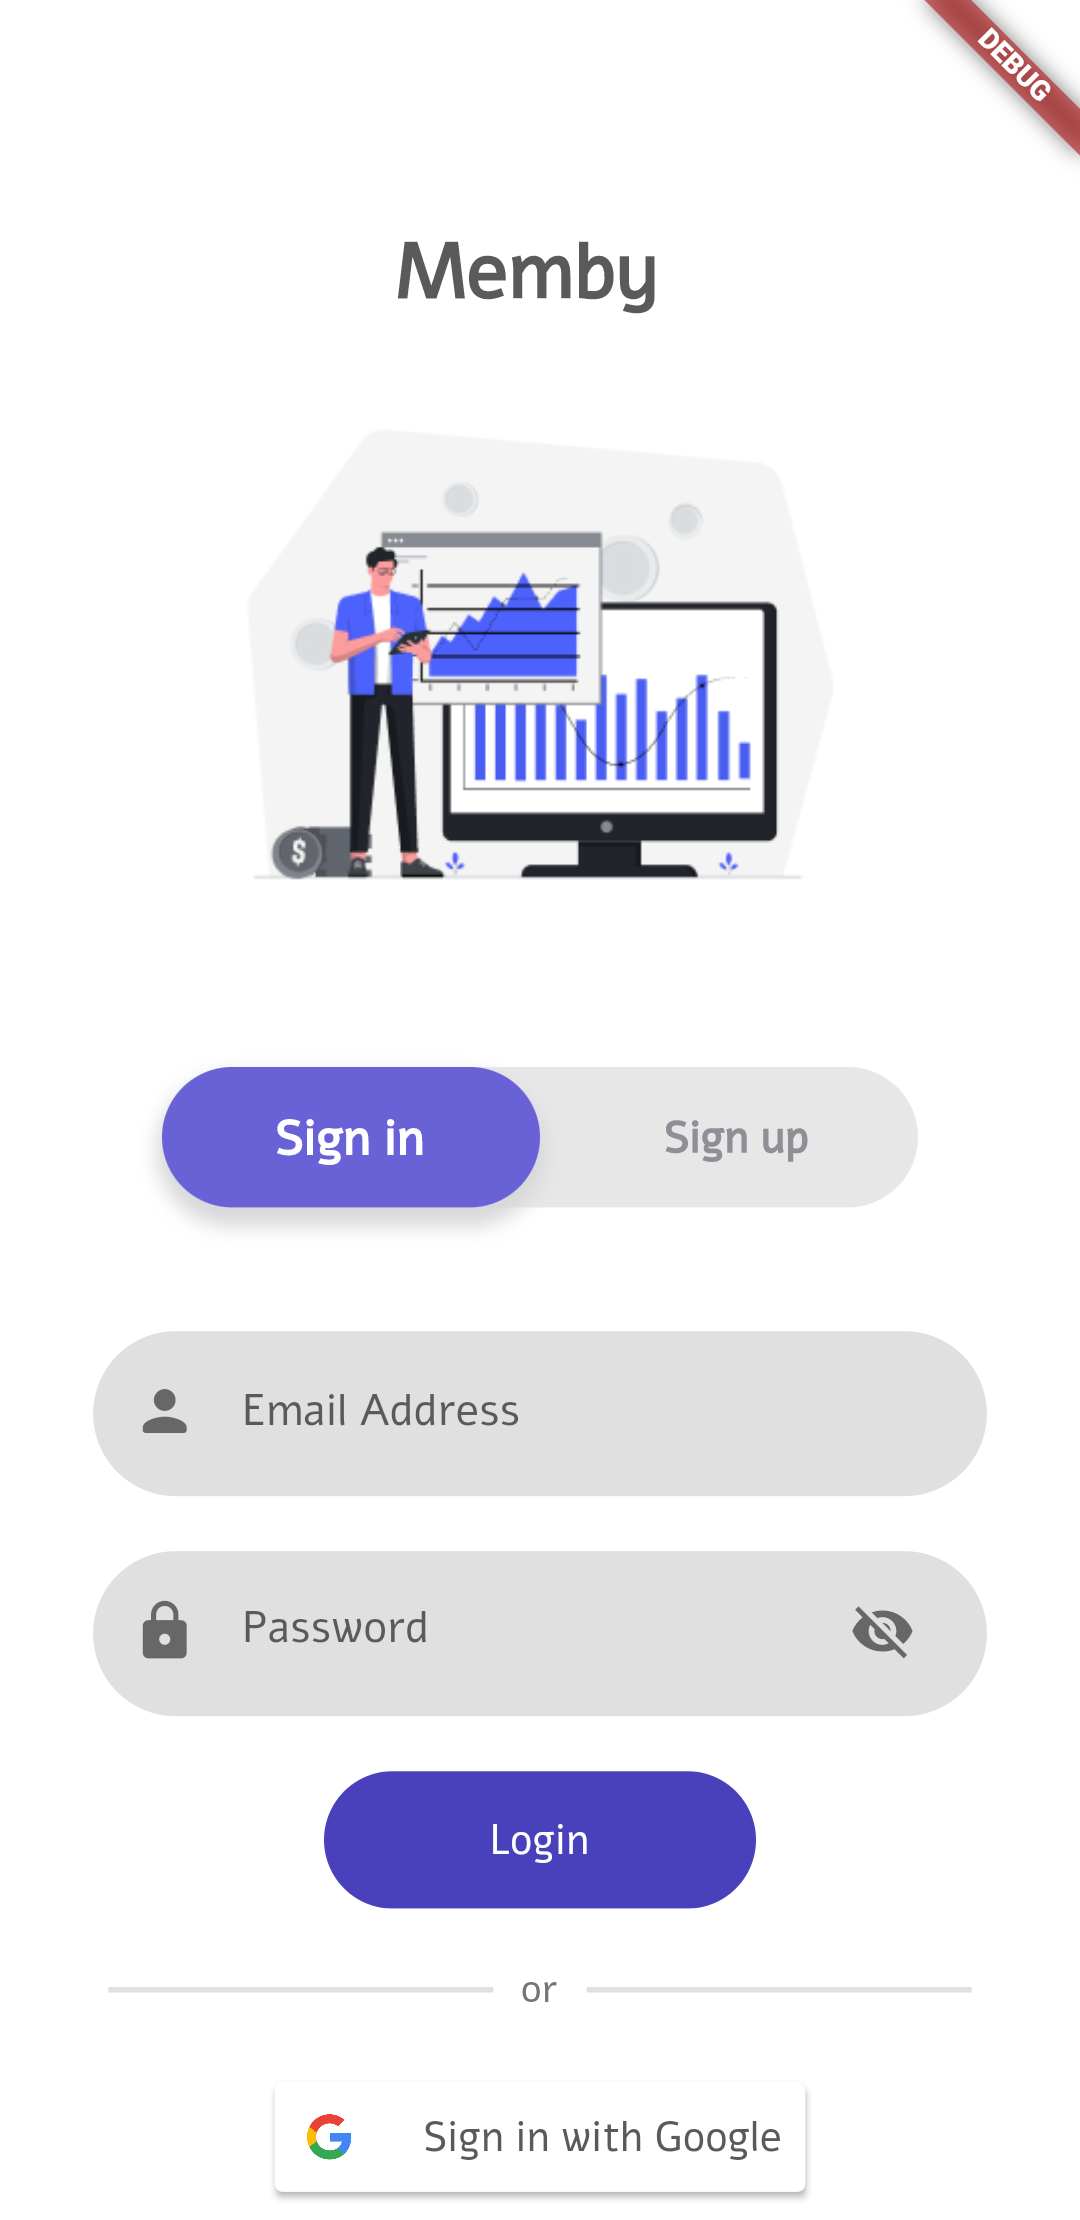 DEBUG
Memby
$
Sign in
Sign up
Email Address
Password
Login
or
Sign in with Google